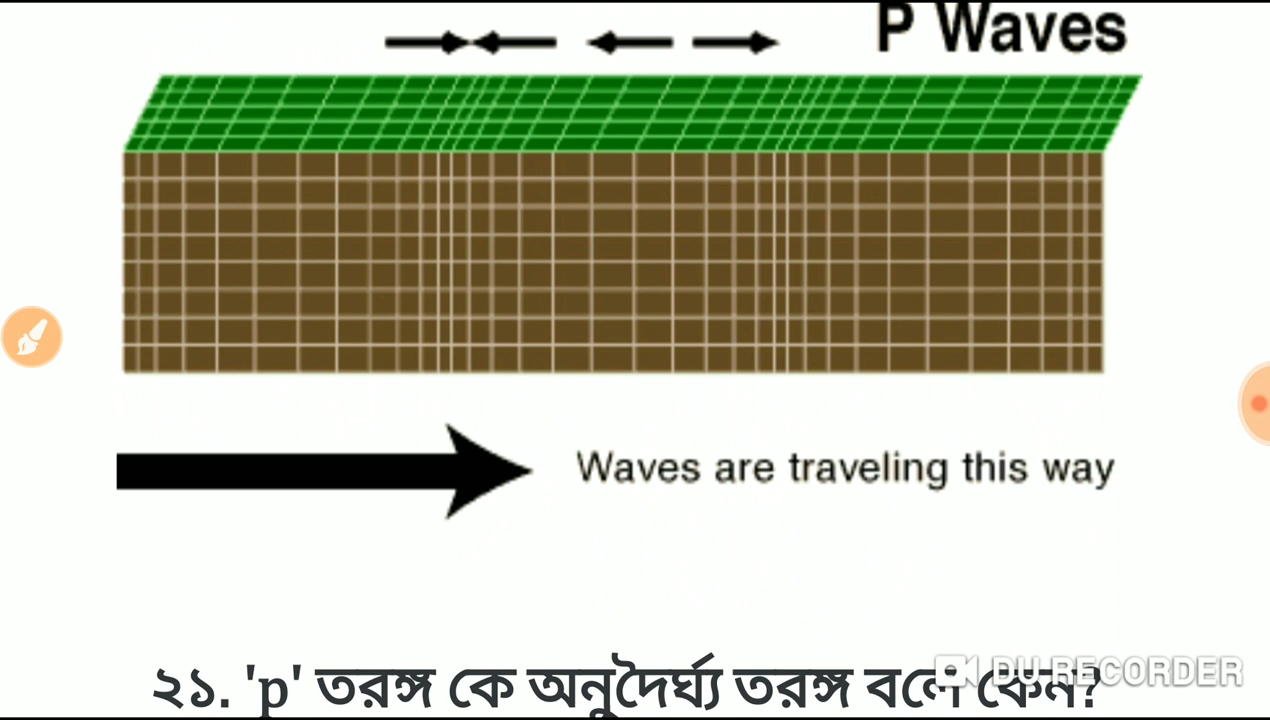 P Waves
Waves are traveling this way
২১. 'p' তরঙ্গ কে অনুদৈর্ঘ্য তরঙ্গ বলে কেন?
DU RECORDER